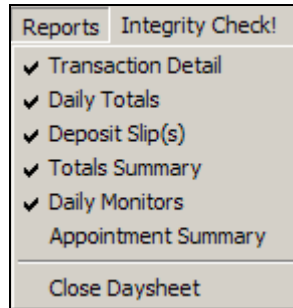 Reports Integrity Check!
Transaction Detail
Daily Totals
Deposit Slip(s)
Totals Summary
Daily Monitors
Appointment Summary
Close Daysheet